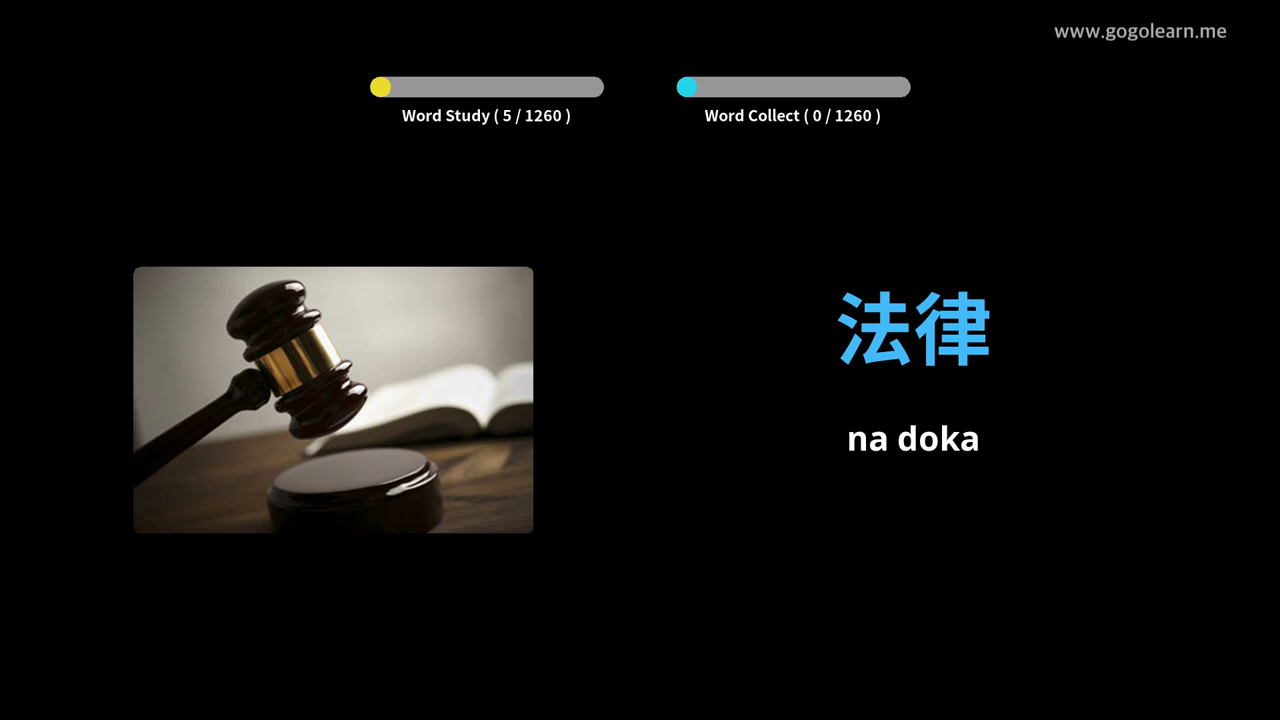 www.gogolearn.me
Word Study ( 5 / 1260 )
Word Collect ( 0 / 1260 )
法律
na doka